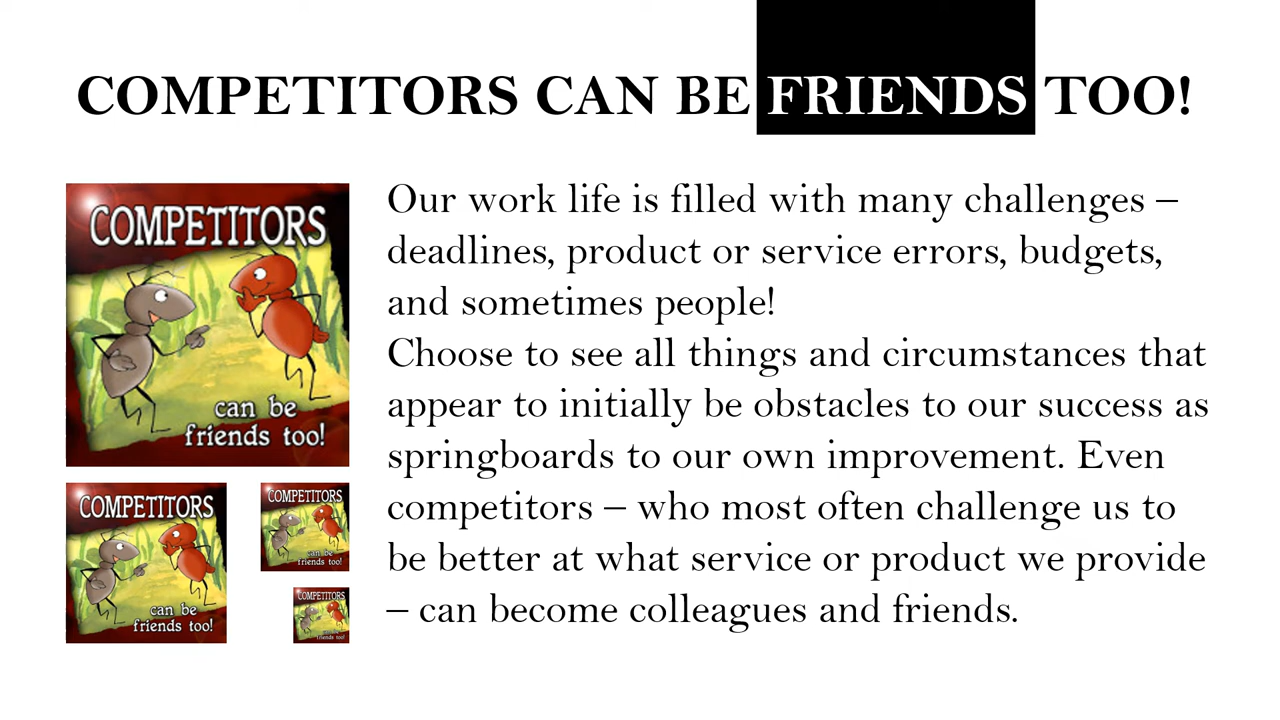 COMPETITORS CAN BE FRIENDS TOO!
COMPETITORS
can be
friends too!
COMPETITORS
can be
friends too!
COMPETITORS
can be
friends too!
COMPETITORS
can be
friends too!
Our work life is filled with many challenges –
deadlines, product or service errors, budgets,
and sometimes people!
Choose to see all things and circumstances that
appear to initially be obstacles to our success as
springboards to our own improvement. Even
competitors – who most often challenge us to
be better at what service or product we provide
– can become colleagues and friends.